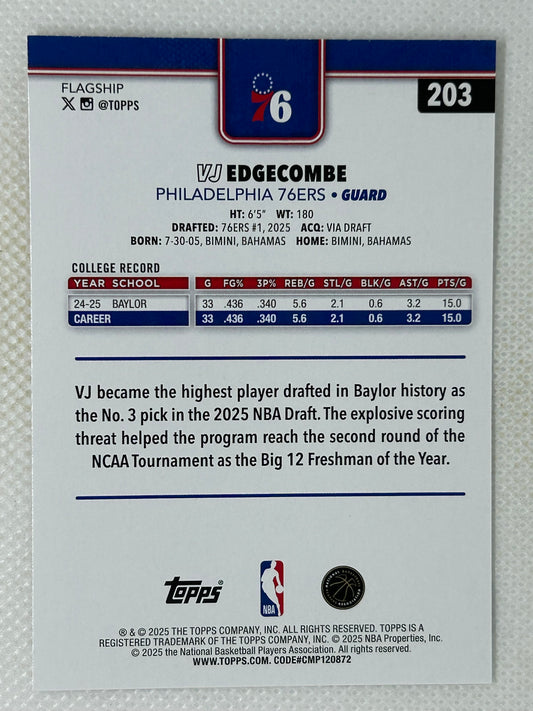 FLAGSHIP
X @TOPPS
76
203
VJ EDGECOMBE
PHILADELPHIA 76ERS • GUARD
HT: 6'5" WT: 180
DRAFTED: 76ERS #1, 2025 ACQ: VIA DRAFT
BORN: 7-30-05, BIMINI, BAHAMAS HOME: BIMINI, BAHAMAS
COLLEGE RECORD
YEAR SCHOOL G FG% 3P% REB/G STL/G BLK/G AST/G PTS/G
24-25 BAYLOR 33 .436 .340 5.6 2.1 0.6 3.2 15.0
CAREER 33 .436 .340 5.6 2.1 0.6 3.2 15.0
VJ became the highest player drafted in Baylor history as
the No. 3 pick in the 2025 NBA Draft. The explosive scoring
threat helped the program reach the second round of the
NCAA Tournament as the Big 12 Freshman of the Year.
Topps®
NBA
® & © 2025 THE TOPPS COMPANY, INC. ALL RIGHTS RESERVED. TOPPS IS A
REGISTERED TRADEMARK OF THE TOPPS COMPANY, INC. © 2025 NBA Properties, Inc.
© 2025 the National Basketball Players Association. All rights reserved.
WWW.TOPPS.COM. CODE#CMP120872